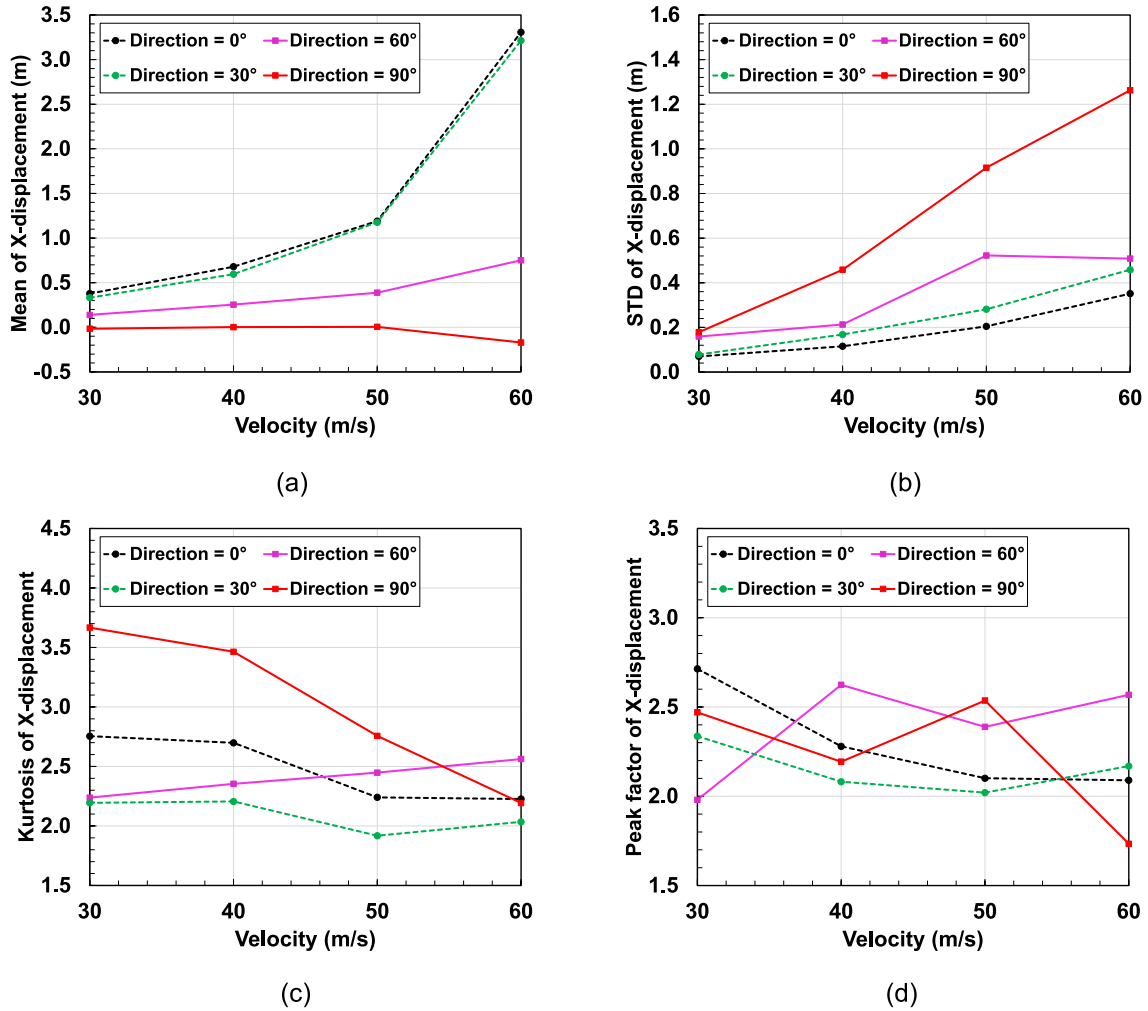 3.5
3.0
2.5
2.0
1.5
1.0
0.5
0.0
-0.5
Mean of X-displacement (m)
Direction = 0° Direction = 60°
Direction = 30° Direction = 90°
30 40 50 60
Velocity (m/s)
(a)
1.6
1.4
1.2
1.0
0.8
0.6
0.4
0.2
0.0
STD of X-displacement (m)
Direction = 0° Direction = 60°
Direction = 30° Direction = 90°
30 40 50 60
Velocity (m/s)
(b)
4.5
4.0
3.5
3.0
2.5
2.0
1.5
Kurtosis of X-displacement
Direction = 0° Direction = 60°
Direction = 30° Direction = 90°
30 40 50 60
Velocity (m/s)
(c)
3.5
3.0
2.5
2.0
1.5
Peak factor of X-displacement
Direction = 0° Direction = 60°
Direction = 30° Direction = 90°
30 40 50 60
Velocity (m/s)
(d)